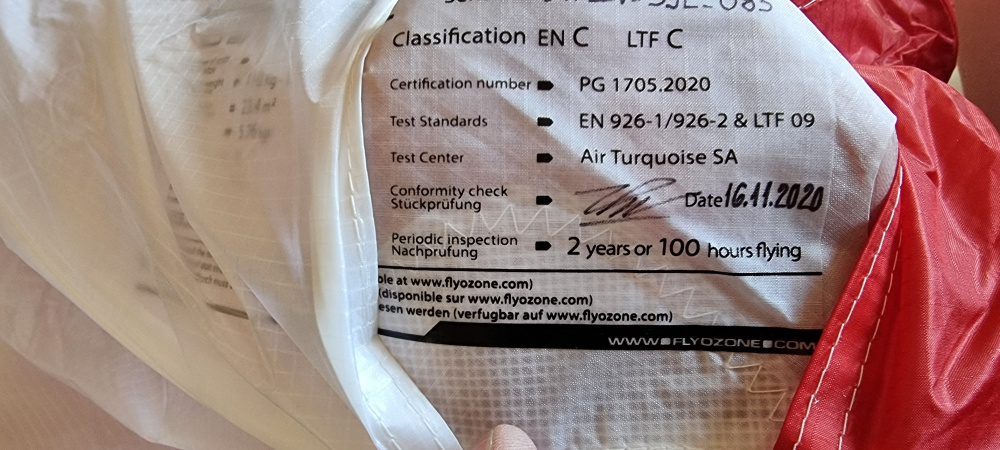 Classification EN C LTF C
Certification number PG 1705.2020
Test Standards EN 926-1/926-2 & LTF 09
Test Center Air Turquoise SA
Conformity check
Stückprüfung Date 16.11.2020
Periodic inspection
Nachprüfung 2 years or 100 hours flying
at www.flyozone.com)
(disponible sur www.flyozone.com)
werden (verfugbar auf www.flyozone.com)
WWW.FLYOZONE.COM